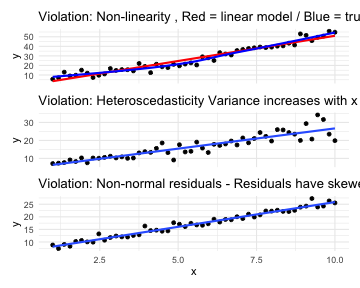 Violation: Non-linearity , Red = linear model / Blue = tru
50
40
30
20
10
y
Violation: Heteroscedasticity Variance increases with x
30
20
10
y
Violation: Non-normal residuals - Residuals have skewe
25
20
15
10
y
2.5 5.0 7.5 10.0
x